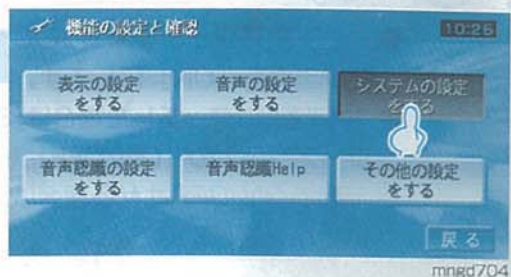 機能の設定と確認
10:26
表示の設定
をする
音声の設定
をする
システムの設定
をする
音声認識の設定
をする
音声認識Help
その他の設定
をする
戻る
mngd704